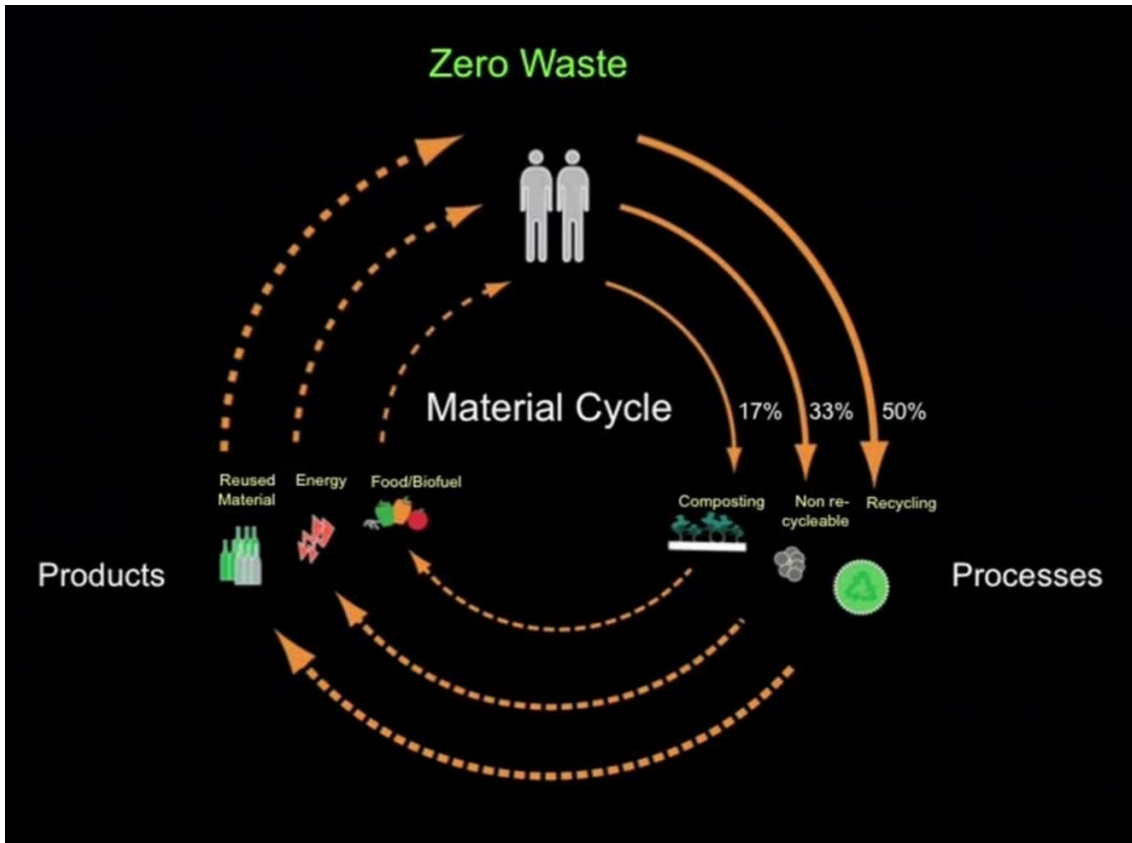 Zero Waste
Material Cycle
17%
33%
50%
Reused
Material
Energy
Food/Biofuel
Composting
Non re-
cycleable
Recycling
Products
Processes